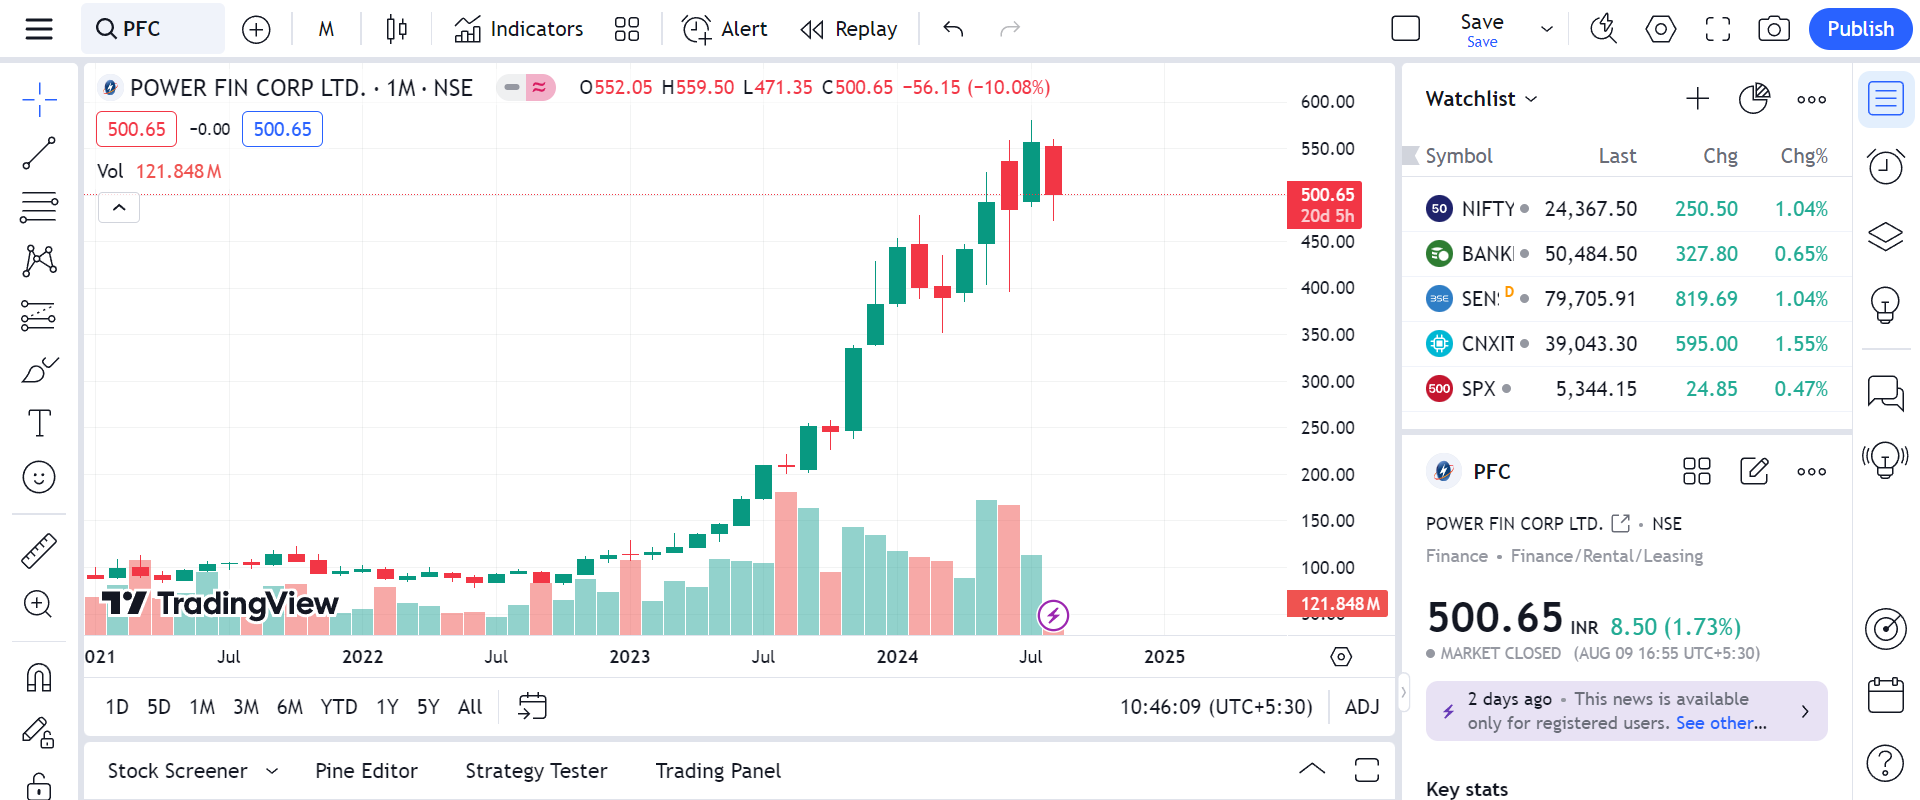 PFC M Indicators Alert Replay Save Publish
Save
POWER FIN CORP LTD. · 1M · NSE O552.05 H559.50 L471.35 C500.65 −56.15 (−10.08%)
500.65 −0.00 500.65
Vol 121.848M
600.00
550.00
500.65
20d 5h
450.00
400.00
350.00
300.00
250.00
200.00
150.00
100.00
121.848M
TradingView
021 Jul 2022 Jul 2023 Jul 2024 Jul 2025
1D 5D 1M 3M 6M YTD 1Y 5Y All 10:46:09 (UTC+5:30) ADJ
Stock Screener Pine Editor Strategy Tester Trading Panel
Watchlist
Symbol Last Chg Chg%
50 NIFTY 24,367.50 250.50 1.04%
BANK 50,484.50 327.80 0.65%
BSE SENS D 79,705.91 819.69 1.04%
CNXIT 39,043.30 595.00 1.55%
500 SPX 5,344.15 24.85 0.47%
PFC
POWER FIN CORP LTD. • NSE
Finance • Finance/Rental/Leasing
500.65 INR 8.50 (1.73%)
MARKET CLOSED (AUG 09 16:55 UTC+5:30)
2 days ago • This news is available
only for registered users. See other...
Key stats